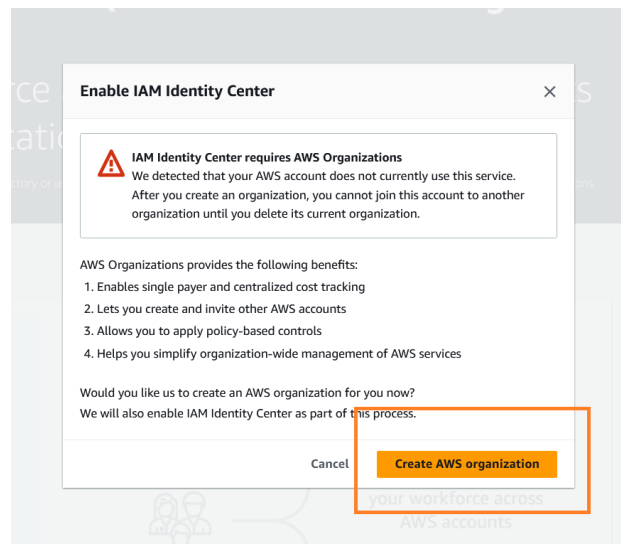 rce
ts
Enable IAM Identity Center
catio
IAM Identity Center requires AWS Organizations
We detected that your AWS account does not currently use this service.
ctory or u
ons.
After you create an organization, you cannot join this account to another
organization until you delete its current organization.
AWS Organizations provides the following benefits:
1. Enables single payer and centralized cost tracking
2. Lets you create and invite other AWS accounts
3. Allows you to apply policy-based controls
4. Helps you simplify organization-wide management of AWS services
Would you like us to create an AWS organization for you now?
We will also enable IAM Identity Center as part of this process.
Cancel
Create AWS organization
your workforce across
AWS accounts